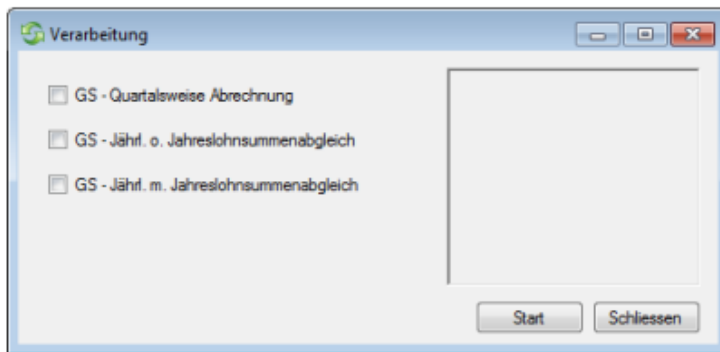 Verarbeitung
GS - Quartalsweise Abrechnung
GS - Jährl. o. Jahreslohnsummenabgleich
GS - Jährl. m. Jahreslohnsummenabgleich
Start
Schliessen